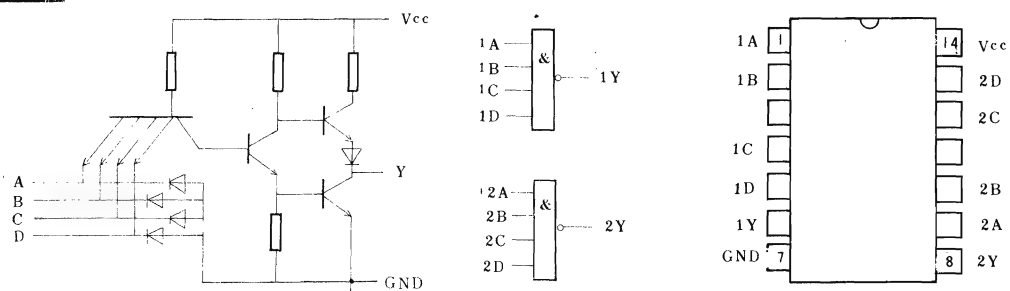 Vcc
A
B
C
D
Y
GND
1A
1B
1C
1D
&
1Y
2A
2B
2C
2D
&
2Y
1A 1
1B
1C
1D
1Y
GND 7
14 Vcc
2D
2C
2B
2A
8 2Y